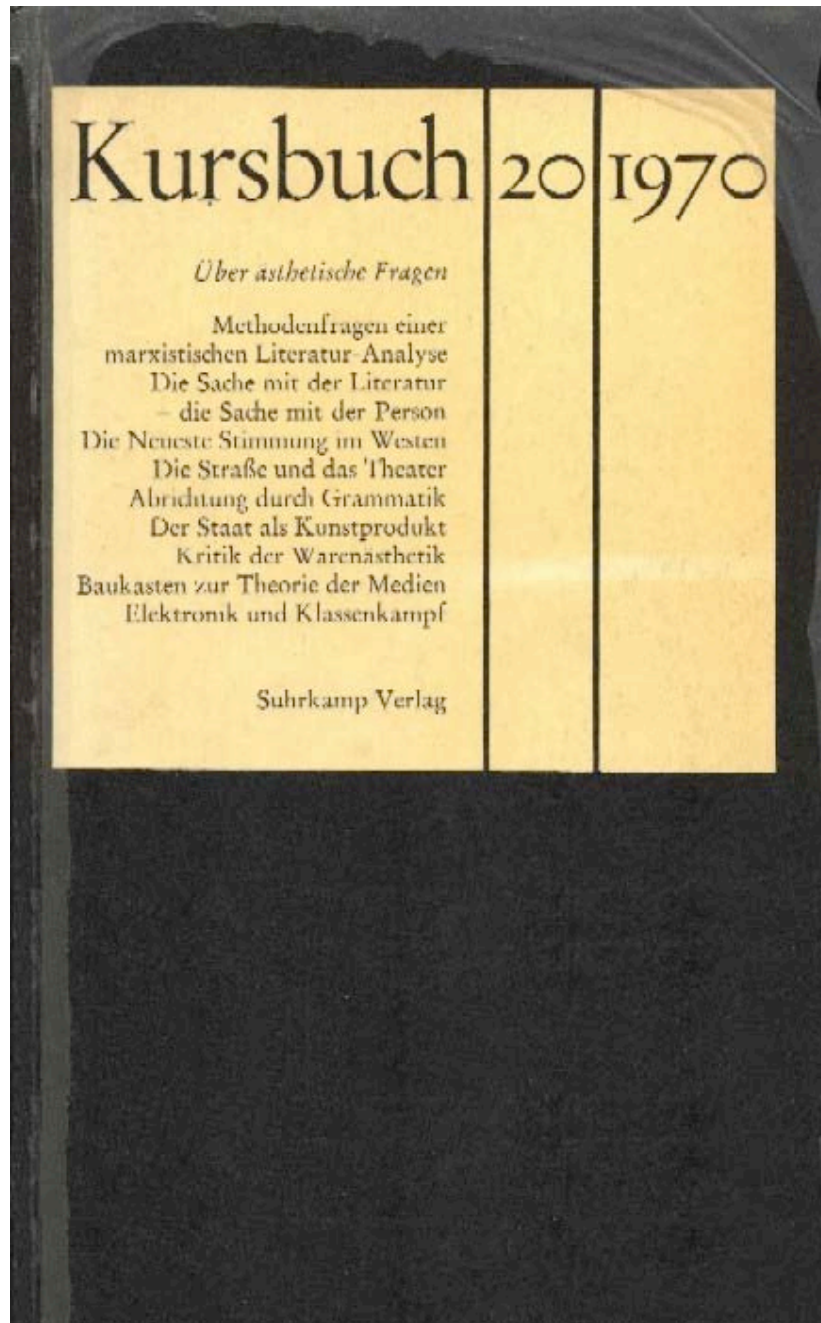 Kursbuch 20 1970
Über ästhetische Fragen
Methodenfragen einer
marxistischen Literatur-Analyse
Die Sache mit der Literatur
– die Sache mit der Person
Die Neueste Stimmung im Westen
Die Straße und das Theater
Abrichtung durch Grammatik
Der Staat als Kunstprodukt
Kritik der Warenästhetik
Baukasten zur Theorie der Medien
Elektronik und Klassenkampf
Suhrkamp Verlag